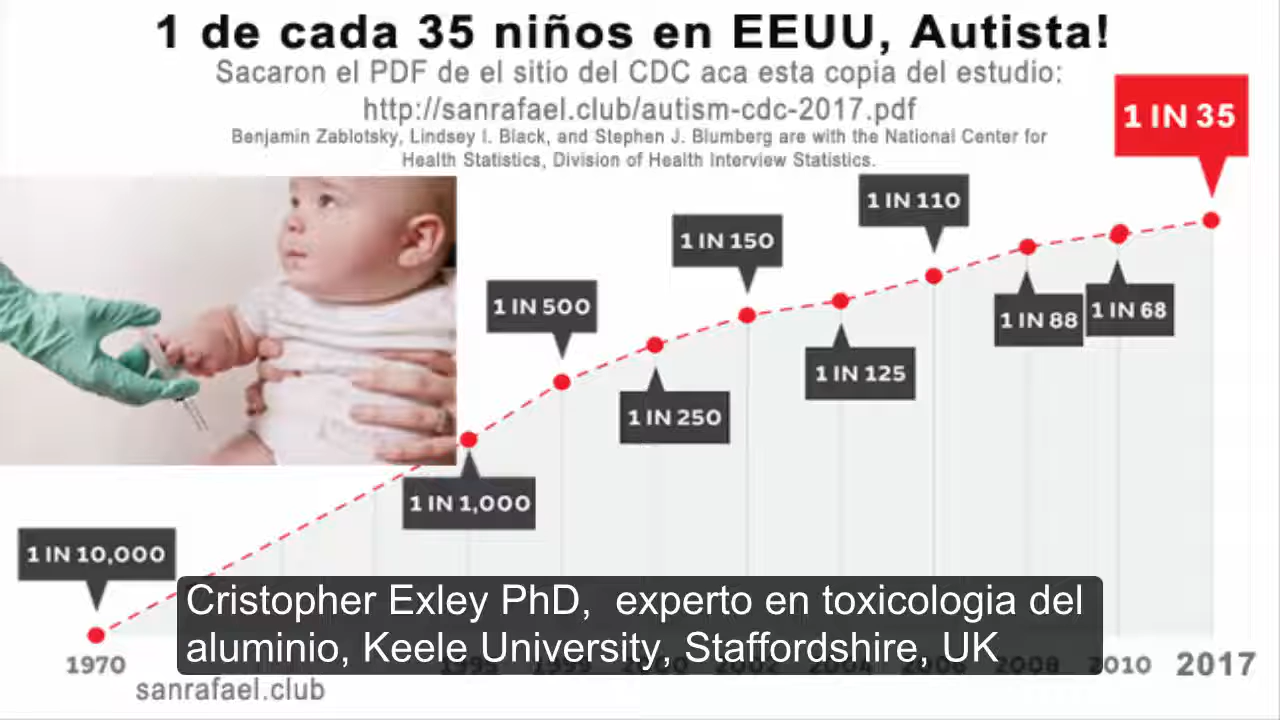 1 de cada 35 niños en EEUU, Autista!
Sacaron el PDF de el sitio del CDC aca esta copia del estudio:
http://sanrafael.club/autism-cdc-2017.pdf
Benjamin Zablotsky, Lindsey I. Black, and Stephen J. Blumberg are with the National Center for
Health Statistics, Division of Health Interview Statistics.
1 IN 35
1 IN 110
1 IN 150
1 IN 500
1 IN 88
1 IN 68
1 IN 125
1 IN 250
1 IN 1,000
1 IN 10,000
Cristopher Exley PhD, experto en toxicologia del
aluminio, Keele University, Staffordshire, UK
1970
2010
2017
sanrafael.club